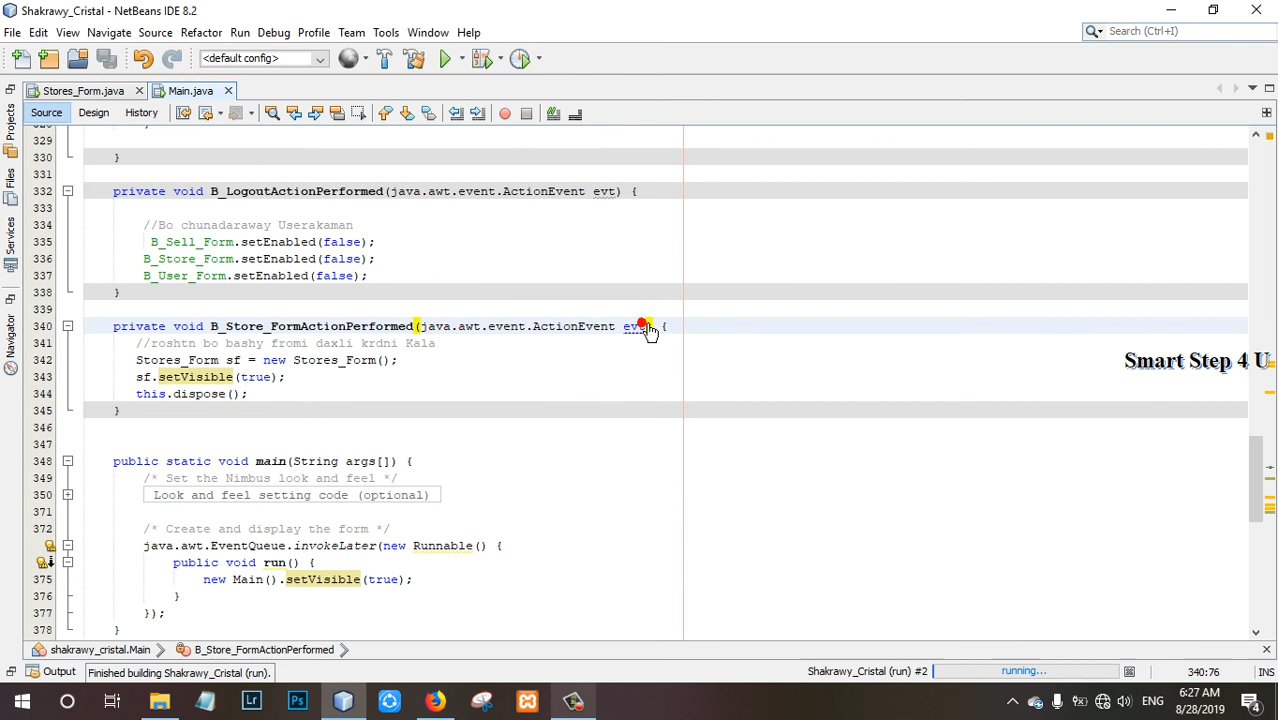 Shakrawy_Cristal - NetBeans IDE 8.2
File Edit View Navigate Source Refactor Run Debug Profile Team Tools Window Help
Search (Ctrl+I)
<default config>
Stores_Form.java Main.java
Source Design History
Projects
Files
Services
Navigator
329
330 }
331
332 private void B_LogoutActionPerformed(java.awt.event.ActionEvent evt) {
333
334 //Bo chunadaraway Userakaman
335 B_Sell_Form.setEnabled(false);
336 B_Store_Form.setEnabled(false);
337 B_User_Form.setEnabled(false);
338 }
339
340 private void B_Store_FormActionPerformed(java.awt.event.ActionEvent {
341 //roshtn bo bashy fromi daxli krdni Kala
342 Stores_Form sf = new Stores_Form();
343 sf.setVisible(true);
344 this.dispose();
345 }
346
347
348 public static void main(String args[]) {
349 /* Set the Nimbus look and feel */
350 Look and feel setting code (optional)
371
372 /* Create and display the form */
java.awt.EventQueue.invokeLater(new Runnable() {
public void run() {
375 new Main().setVisible(true);
376 }
377 });
378 }
Smart Step 4 U
shakrawy_cristal.Main B_Store_FormActionPerformed
Output Finished building Shakrawy_Cristal (run). Shakrawy_Cristal (run) #2 running... 340:76 INS
Lr Ps ENG 6:27 AM 8/28/2019 4